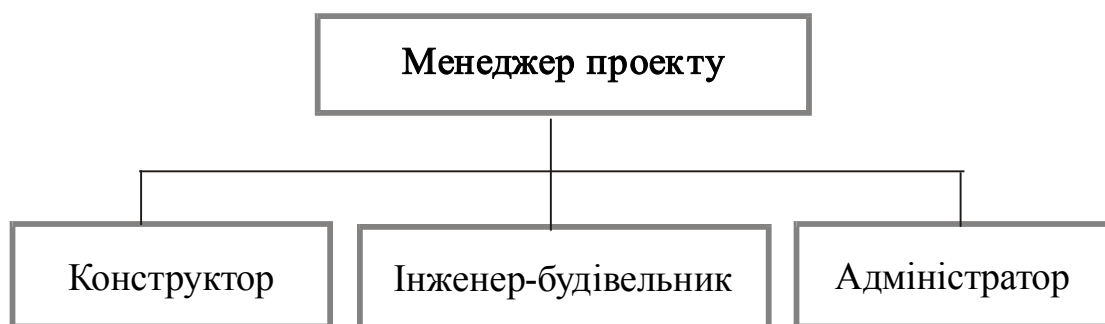 Менеджер проекту
Конструктор
Інженер-будівельник
Адміністратор